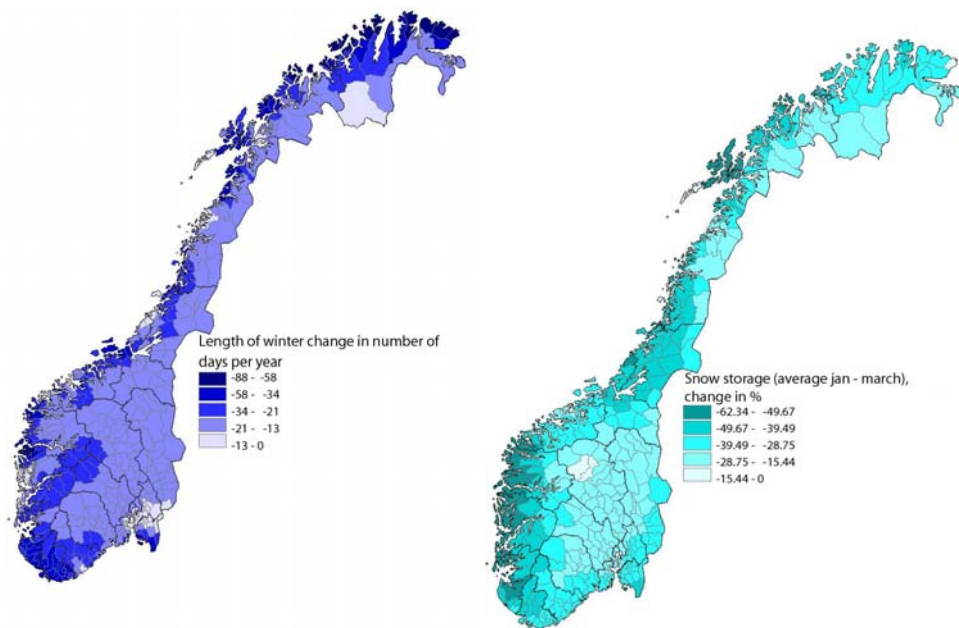 Length of winter change in number of
days per year
-88 - -58
-58 - -34
-34 - -21
-21 - -13
-13 - 0
Snow storage (average jan - march),
change in %
-62.34 - -49.67
-49.67 - -39.49
-39.49 - -28.75
-28.75 - -15.44
-15.44 - 0